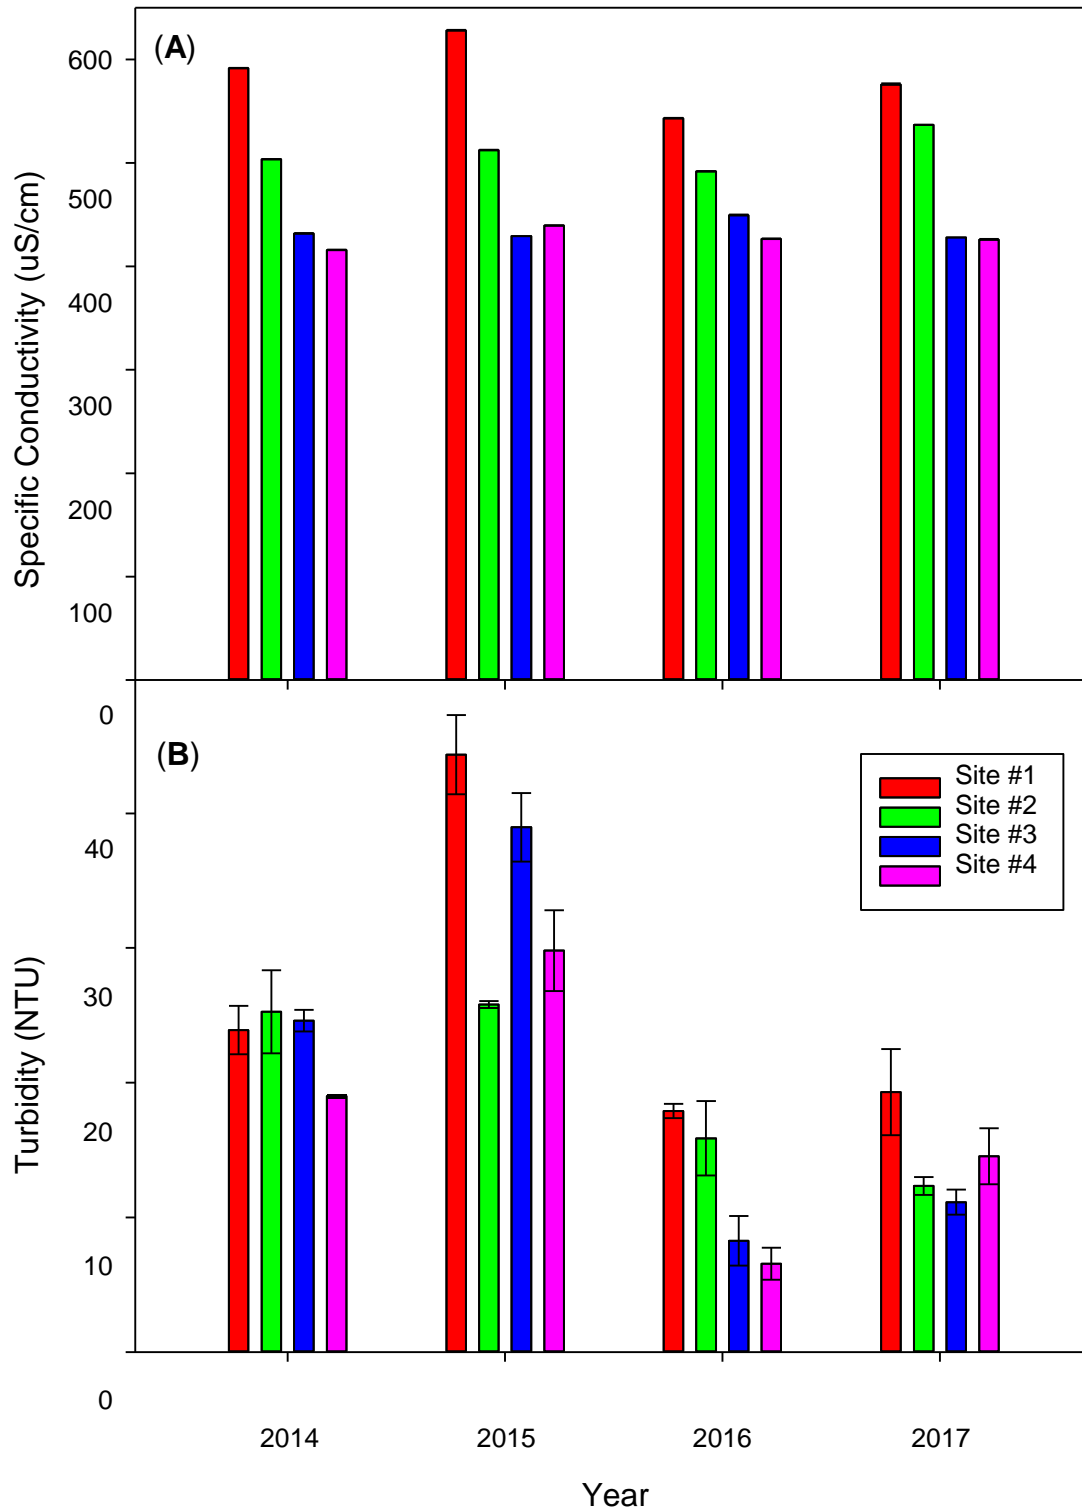 (A)
600
500
400
300
200
100
0
Specific Conductivity (uS/cm)
(B)
Site #1
Site #2
Site #3
Site #4
40
30
20
10
0
Turbidity (NTU)
2014 2015 2016 2017
Year